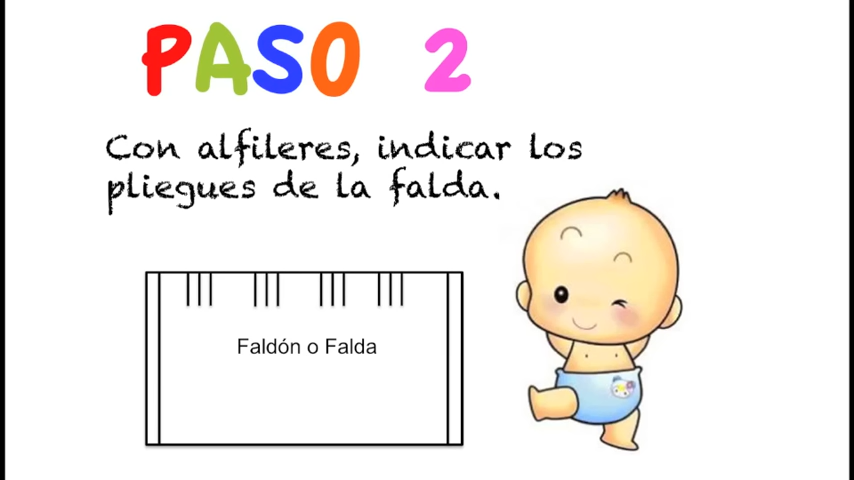 PASO 2
Con alfileres, indicar los
pliegues de la falda.
Faldón o Falda